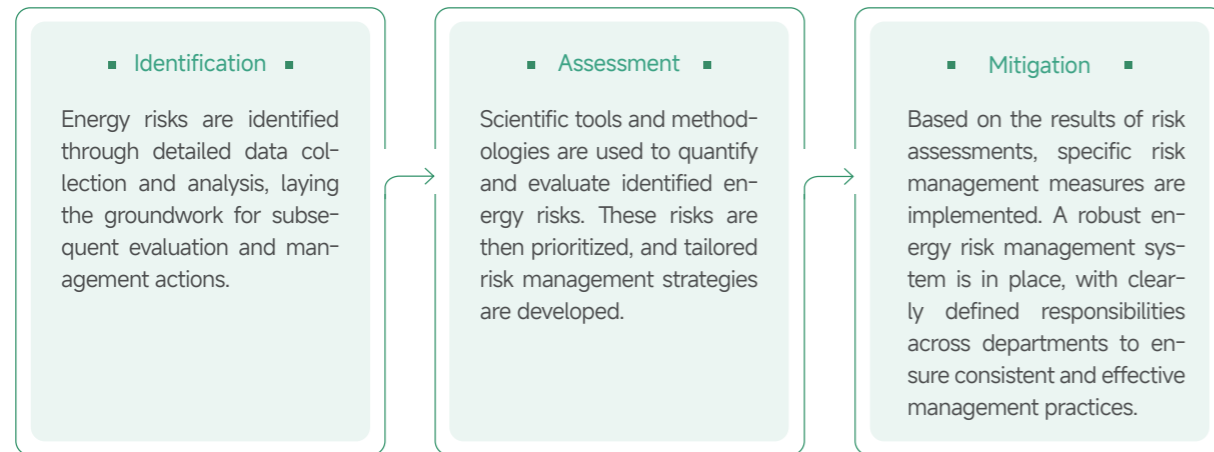 Identification
Energy risks are identified
through detailed data col-
lection and analysis, laying
the groundwork for subse-
quent evaluation and man-
agement actions.
Assessment
Scientific tools and method-
ologies are used to quantify
and evaluate identified en-
ergy risks. These risks are
then prioritized, and tailored
risk management strategies
are developed.
Mitigation
Based on the results of risk
assessments, specific risk
management measures are
implemented. A robust en-
ergy risk management sys-
tem is in place, with clear-
ly defined responsibilities
across departments to en-
sure consistent and effective
management practices.